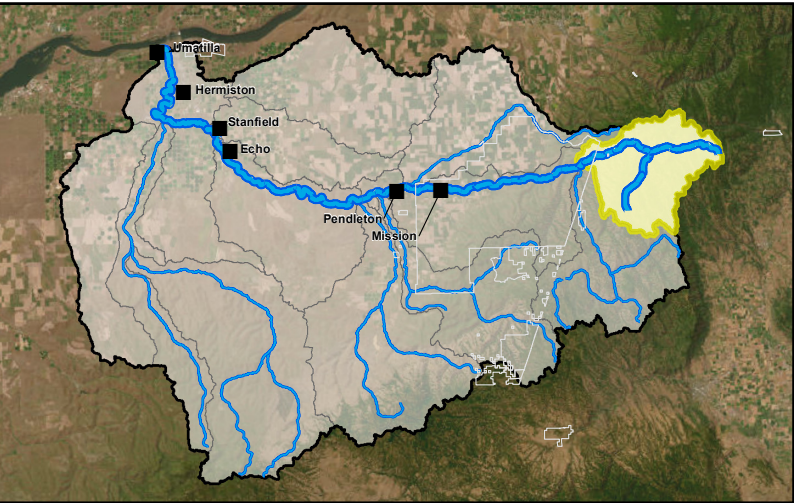 Umatilla
Hermiston
Stanfield
Echo
Pendleton
Mission